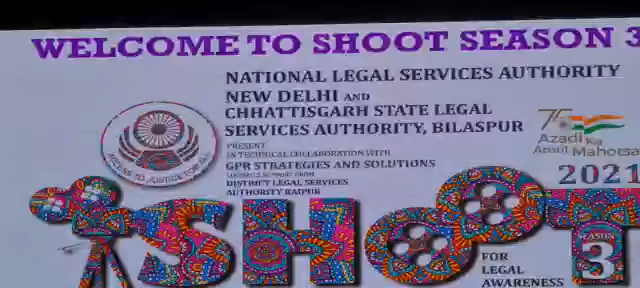 WELCOME TO SHOOT SEASON 3
NATIONAL LEGAL SERVICES AUTHORITY
NEW DELHI AND
CHHATTISGARH STATE LEGAL
SERVICES AUTHORITY, BILASPUR
PRESENT
IN TECHNICAL COLLABORATION WITH
GPR STRATEGIES AND SOLUTIONS
DISTRICT LEGAL SERVICES
AUTHORITY RAIPUR
ACCESS TO JUSTICE FOR ALL
75
Azadi Ka
Amrit Mahotsa
2021
SHOOT
SEASON
3
FOR
LEGAL
AWARENESS